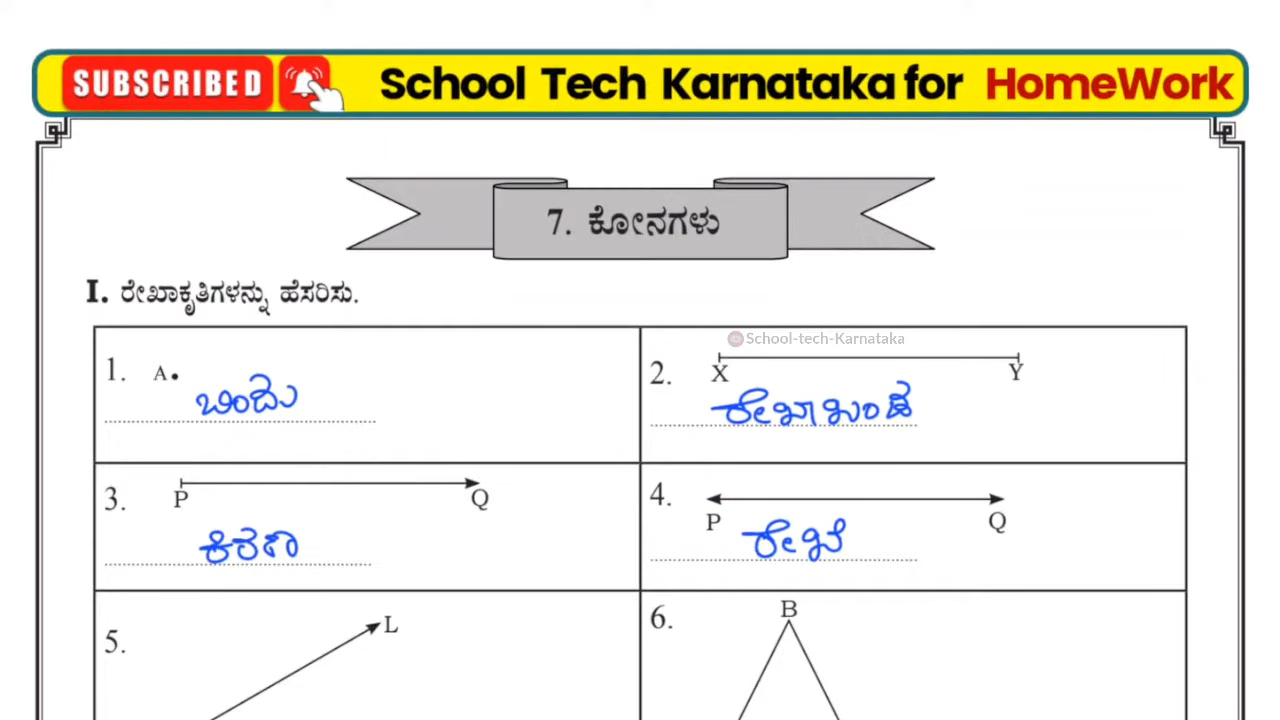 SUBSCRIBED School Tech Karnataka for HomeWork
7. ಕೋನಗಳು
I. ರೇಖಾಕೃತಿಗಳನ್ನು ಹೆಸರಿಸು.
School-tech-Karnataka
1. A
ಬಿಂದು
2. X Y
ರೇಖಾಖಂಡ
3. P Q
ಕಿರಣ
4. P Q
ರೇಖೆ
5. L
6. B